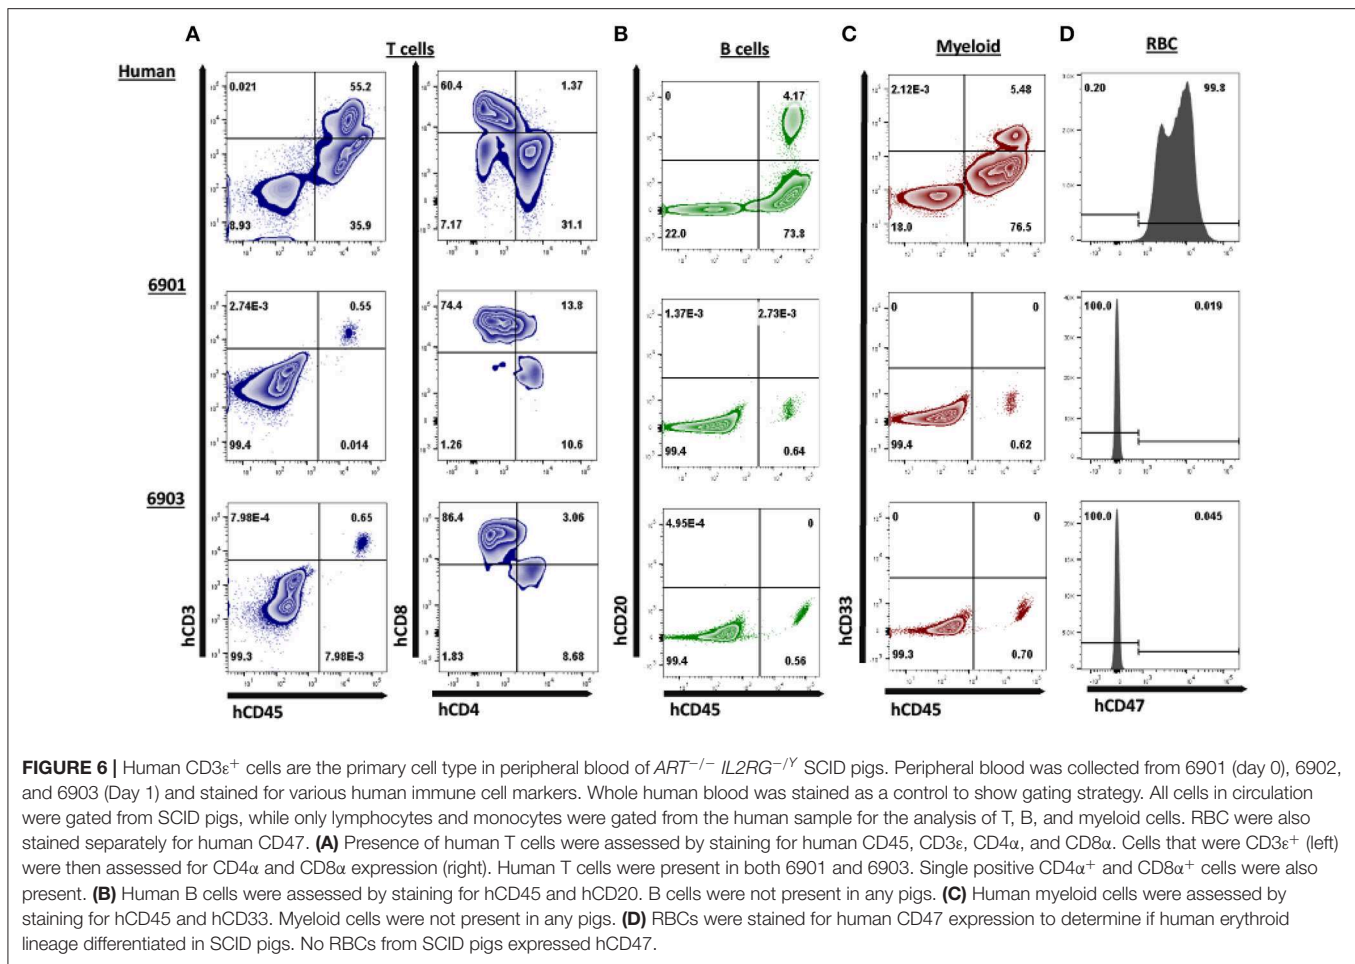 A
B
C
D
T cells
B cells
Myeloid
RBC
Human
0.021 55.2
8.93 35.9
60.4 1.37
7.17 31.1
0 4.17
22.0 73.8
2.12E-3 5.48
18.0 76.5
0.20 99.8
6901
2.74E-3 0.55
99.4 0.014
74.4 13.8
1.26 10.6
1.37E-3 2.73E-3
99.4 0.64
0 0
99.4 0.62
100.0 0.019
6903
7.98E-4 0.65
99.3 7.98E-3
86.4 3.06
1.83 8.68
4.95E-4 0
99.4 0.56
0 0
99.3 0.70
100.0 0.045
hCD3
hCD8
hCD20
hCD33
hCD45
hCD4
hCD45
hCD45
hCD47
FIGURE 6 | Human CD3ε+ cells are the primary cell type in peripheral blood of ART−/− IL2RG−/Y SCID pigs. Peripheral blood was collected from 6901 (day 0), 6902,
and 6903 (Day 1) and stained for various human immune cell markers. Whole human blood was stained as a control to show gating strategy. All cells in circulation
were gated from SCID pigs, while only lymphocytes and monocytes were gated from the human sample for the analysis of T, B, and myeloid cells. RBC were also
stained separately for human CD47. (A) Presence of human T cells were assessed by staining for human CD45, CD3ε, CD4α, and CD8α. Cells that were CD3ε+ (left)
were then assessed for CD4α and CD8α expression (right). Human T cells were present in both 6901 and 6903. Single positive CD4α+ and CD8α+ cells were also
present. (B) Human B cells were assessed by staining for hCD45 and hCD20. B cells were not present in any pigs. (C) Human myeloid cells were assessed by
staining for hCD45 and hCD33. Myeloid cells were not present in any pigs. (D) RBCs were stained for human CD47 expression to determine if human erythroid
lineage differentiated in SCID pigs. No RBCs from SCID pigs expressed hCD47.